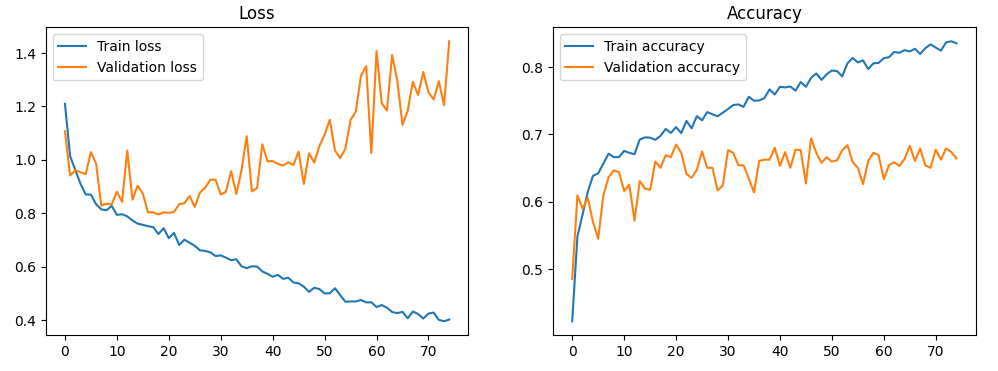 Loss
Train loss
Validation loss
1.4
1.2
1.0
0.8
0.6
0.4
0 10 20 30 40 50 60 70
Accuracy
Train accuracy
Validation accuracy
0.8
0.7
0.6
0.5
0 10 20 30 40 50 60 70